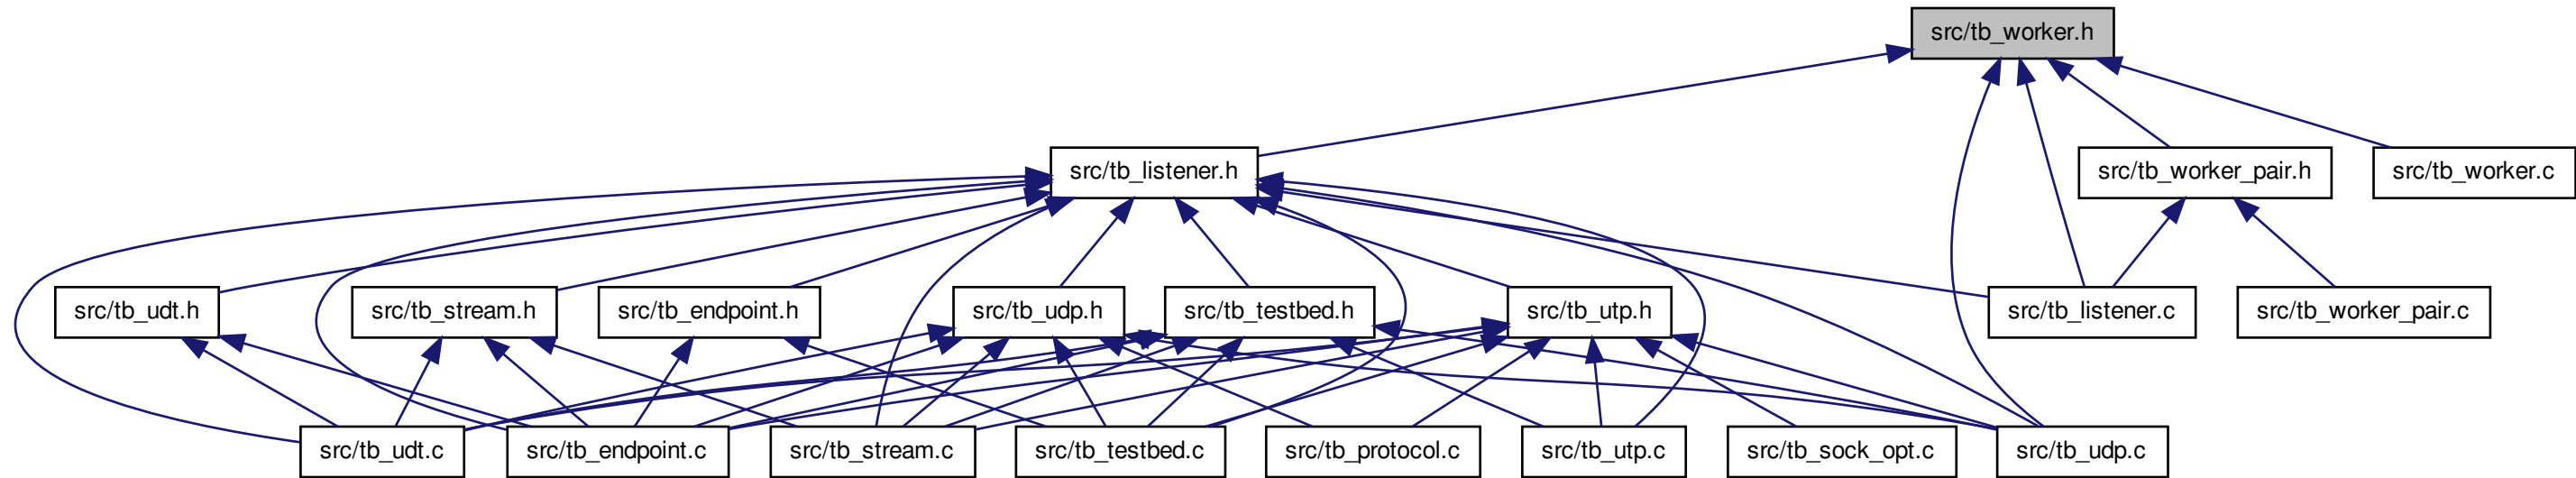 src/tb_worker.h
src/tb_listener.h
src/tb_worker_pair.h
src/tb_worker.c
src/tb_udt.h
src/tb_stream.h
src/tb_endpoint.h
src/tb_udp.h
src/tb_testbed.h
src/tb_utp.h
src/tb_listener.c
src/tb_worker_pair.c
src/tb_udt.c
src/tb_endpoint.c
src/tb_stream.c
src/tb_testbed.c
src/tb_protocol.c
src/tb_utp.c
src/tb_sock_opt.c
src/tb_udp.c